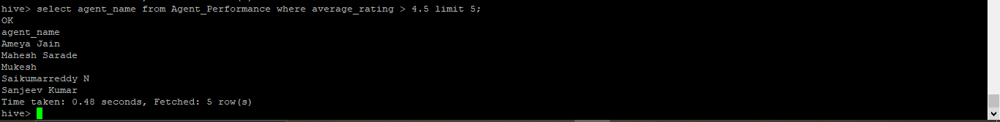 hive> select agent_name from Agent_Performance where average_rating > 4.5 limit 5;
OK
agent_name
Ameya Jain
Mahesh Sarade
Mukesh
Saikumarreddy N
Sanjeev Kumar
Time taken: 0.48 seconds, Fetched: 5 row(s)
hive>